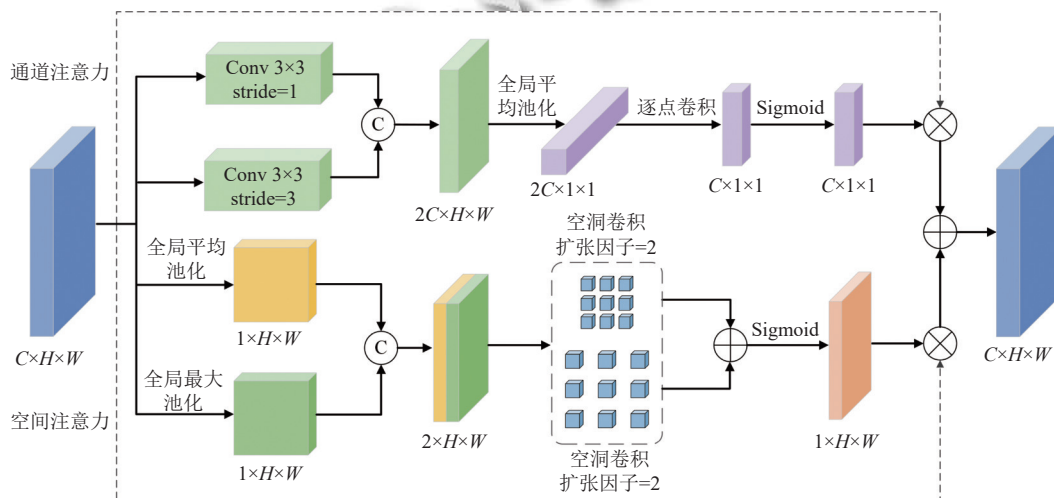 通道注意力
Conv 3×3
stride=1
C
全局平
均池化
逐点卷积
Sigmoid
Conv 3×3
stride=3
2C×H×W
2C×1×1
C×1×1
C×1×1
全局平均
池化
1×H×W
空洞卷积
扩张因子=2
C
Sigmoid
C×H×W
C×H×W
全局最大
池化
2×H×W
1×H×W
空间注意力
1×H×W
空洞卷积
扩张因子=2